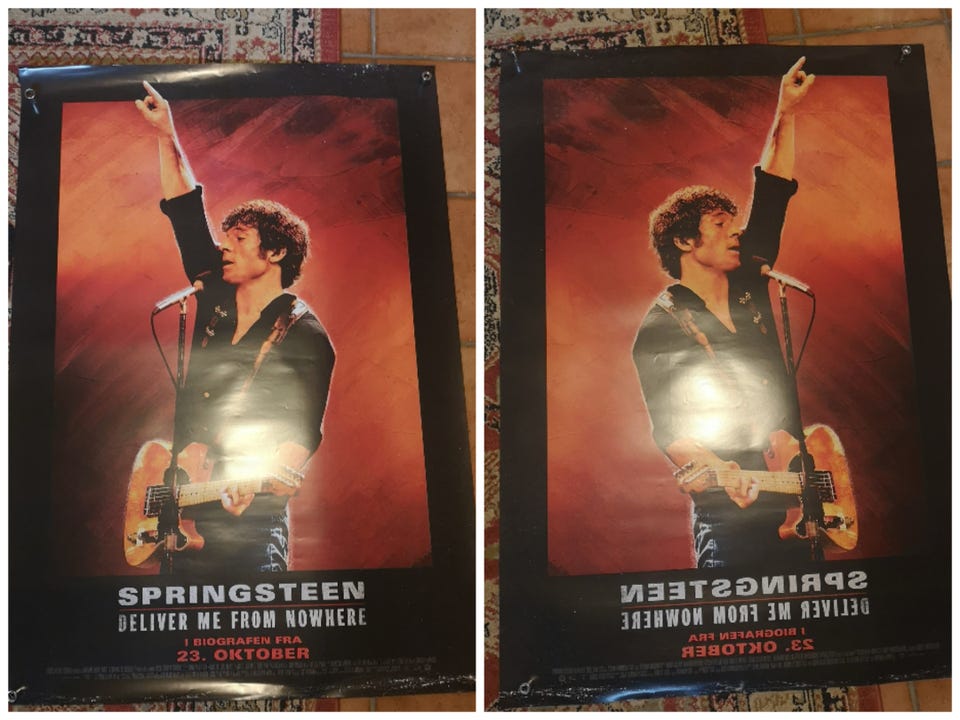 SPRINGSTEEN
DELIVER ME FROM NOWHERE
I BIOGRAFEN FRA
23. OKTOBER
SPRINGSTEEN
DELIVER ME FROM NOWHERE
I BIOGRAFEN FRA
23. OKTOBER